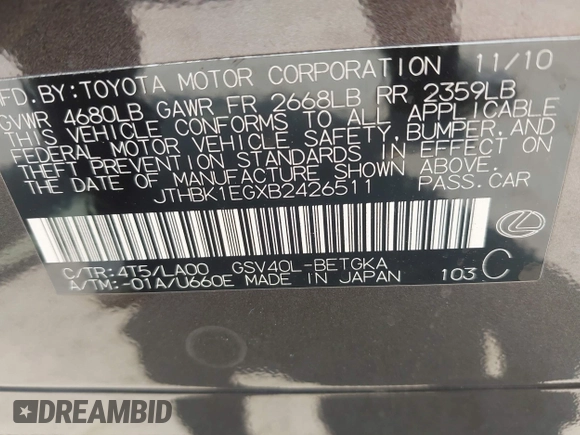 MFD. BY: TOYOTA MOTOR CORPORATION 11/10
GVWR 4680LB GAWR FR 2668LB RR 2359LB
THIS VEHICLE CONFORMS TO ALL APPLICABLE
FEDERAL MOTOR VEHICLE SAFETY, BUMPER, AND
THEFT PREVENTION STANDARDS IN EFFECT ON
THE DATE OF MANUFACTURE SHOWN ABOVE.
JTHBK1EGXB2426511 PASS. CAR
C/TR: 4T5/LA00 GSV40L-BETGKA
A/TM: -01A/U660E MADE IN JAPAN 103 C
DREAMBID